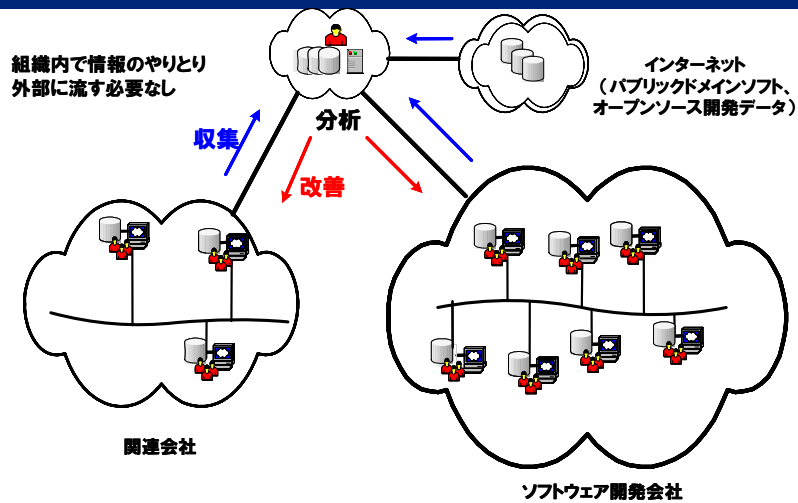 組織内で情報のやりとり
外部に流す必要なし
インターネット
(パブリックドメインソフト、
オープンソース開発データ)
分析
収集
改善
関連会社
ソフトウェア開発会社